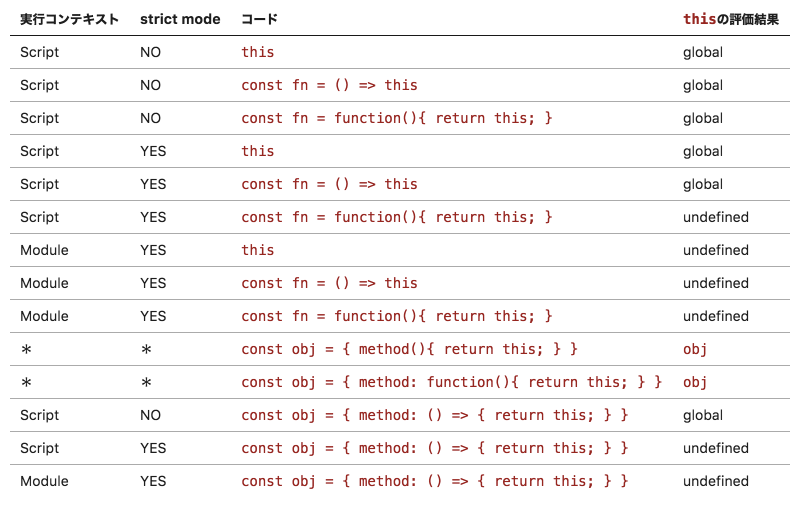 実行コンテキスト strict mode コード thisの評価結果
Script NO this global
Script NO const fn = () => this global
Script NO const fn = function(){ return this; } global
Script YES this global
Script YES const fn = () => this global
Script YES const fn = function(){ return this; } undefined
Module YES this undefined
Module YES const fn = () => this undefined
Module YES const fn = function(){ return this; } undefined
* * const obj = { method(){ return this; } } obj
* * const obj = { method: function(){ return this; } } obj
Script NO const obj = { method: () => { return this; } } global
Script YES const obj = { method: () => { return this; } } undefined
Module YES const obj = { method: () => { return this; } } undefined